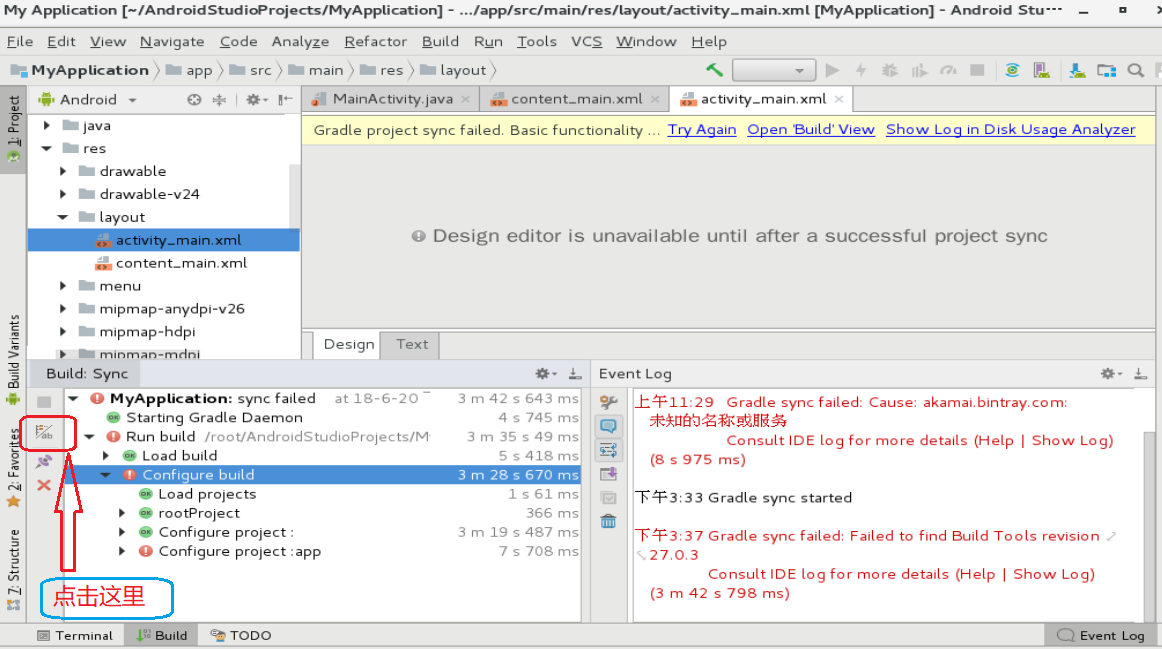 My Application [~/AndroidStudioProjects/MyApplication] - .../app/src/main/res/layout/activity_main.xml [MyApplication] - Android Stu···
File Edit View Navigate Code Analyze Refactor Build Run Tools VCS Window Help
MyApplication app src main res layout
1: Project
Android
MainActivity.java content_main.xml activity_main.xml
java
res
drawable
drawable-v24
layout
activity_main.xml
content_main.xml
menu
mipmap-anydpi-v26
mipmap-hdpi
mipmap-mdpi
Gradle project sync failed. Basic functionality ... Try Again Open 'Build' View Show Log in Disk Usage Analyzer
Design editor is unavailable until after a successful project sync
Design Text
Build Variants
2: Favorites
7: Structure
Build: Sync
MyApplication: sync failed at 18-6-20 3 m 42 s 643 ms
Starting Gradle Daemon 4 s 745 ms
Run build /root/AndroidStudioProjects/M 3 m 35 s 49 ms
Load build 5 s 418 ms
Configure build 3 m 28 s 670 ms
Load projects 1 s 61 ms
rootProject 366 ms
Configure project : 3 m 19 s 487 ms
Configure project :app 7 s 708 ms
ab
点击这里
Event Log
上午11:29 Gradle sync failed: Cause: akamai.bintray.com:
未知的名称或服务
Consult IDE log for more details (Help | Show Log)
(8 s 975 ms)
下午3:33 Gradle sync started
下午3:37 Gradle sync failed: Failed to find Build Tools revision
27.0.3
Consult IDE log for more details (Help | Show Log)
(3 m 42 s 798 ms)
Terminal Build TODO Event Log